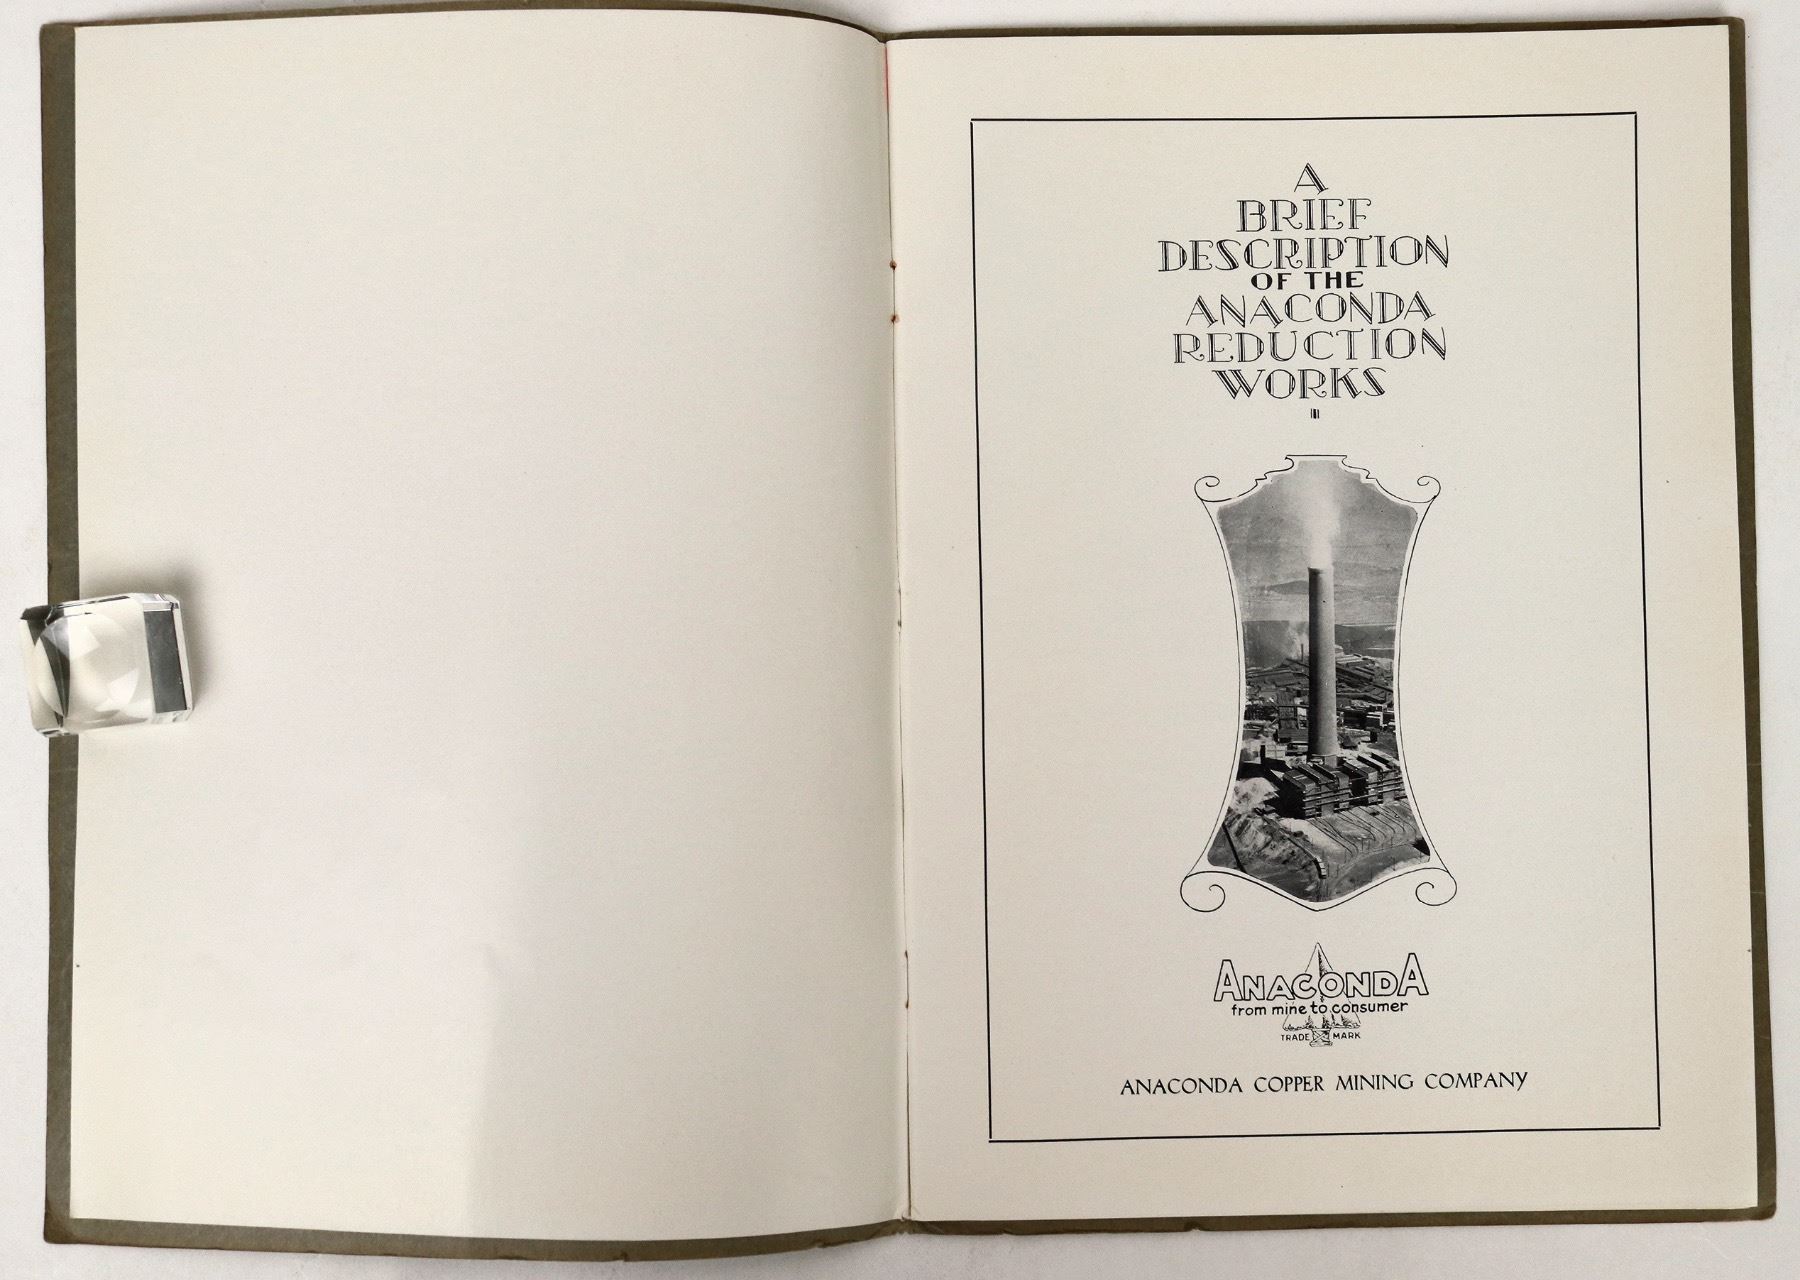 A
BRIEF
DESCRIPTION
OF THE
ANACONDA
REDUCTION
WORKS
ANACONDA
from mine to consumer
TRADE MARK
ANACONDA COPPER MINING COMPANY